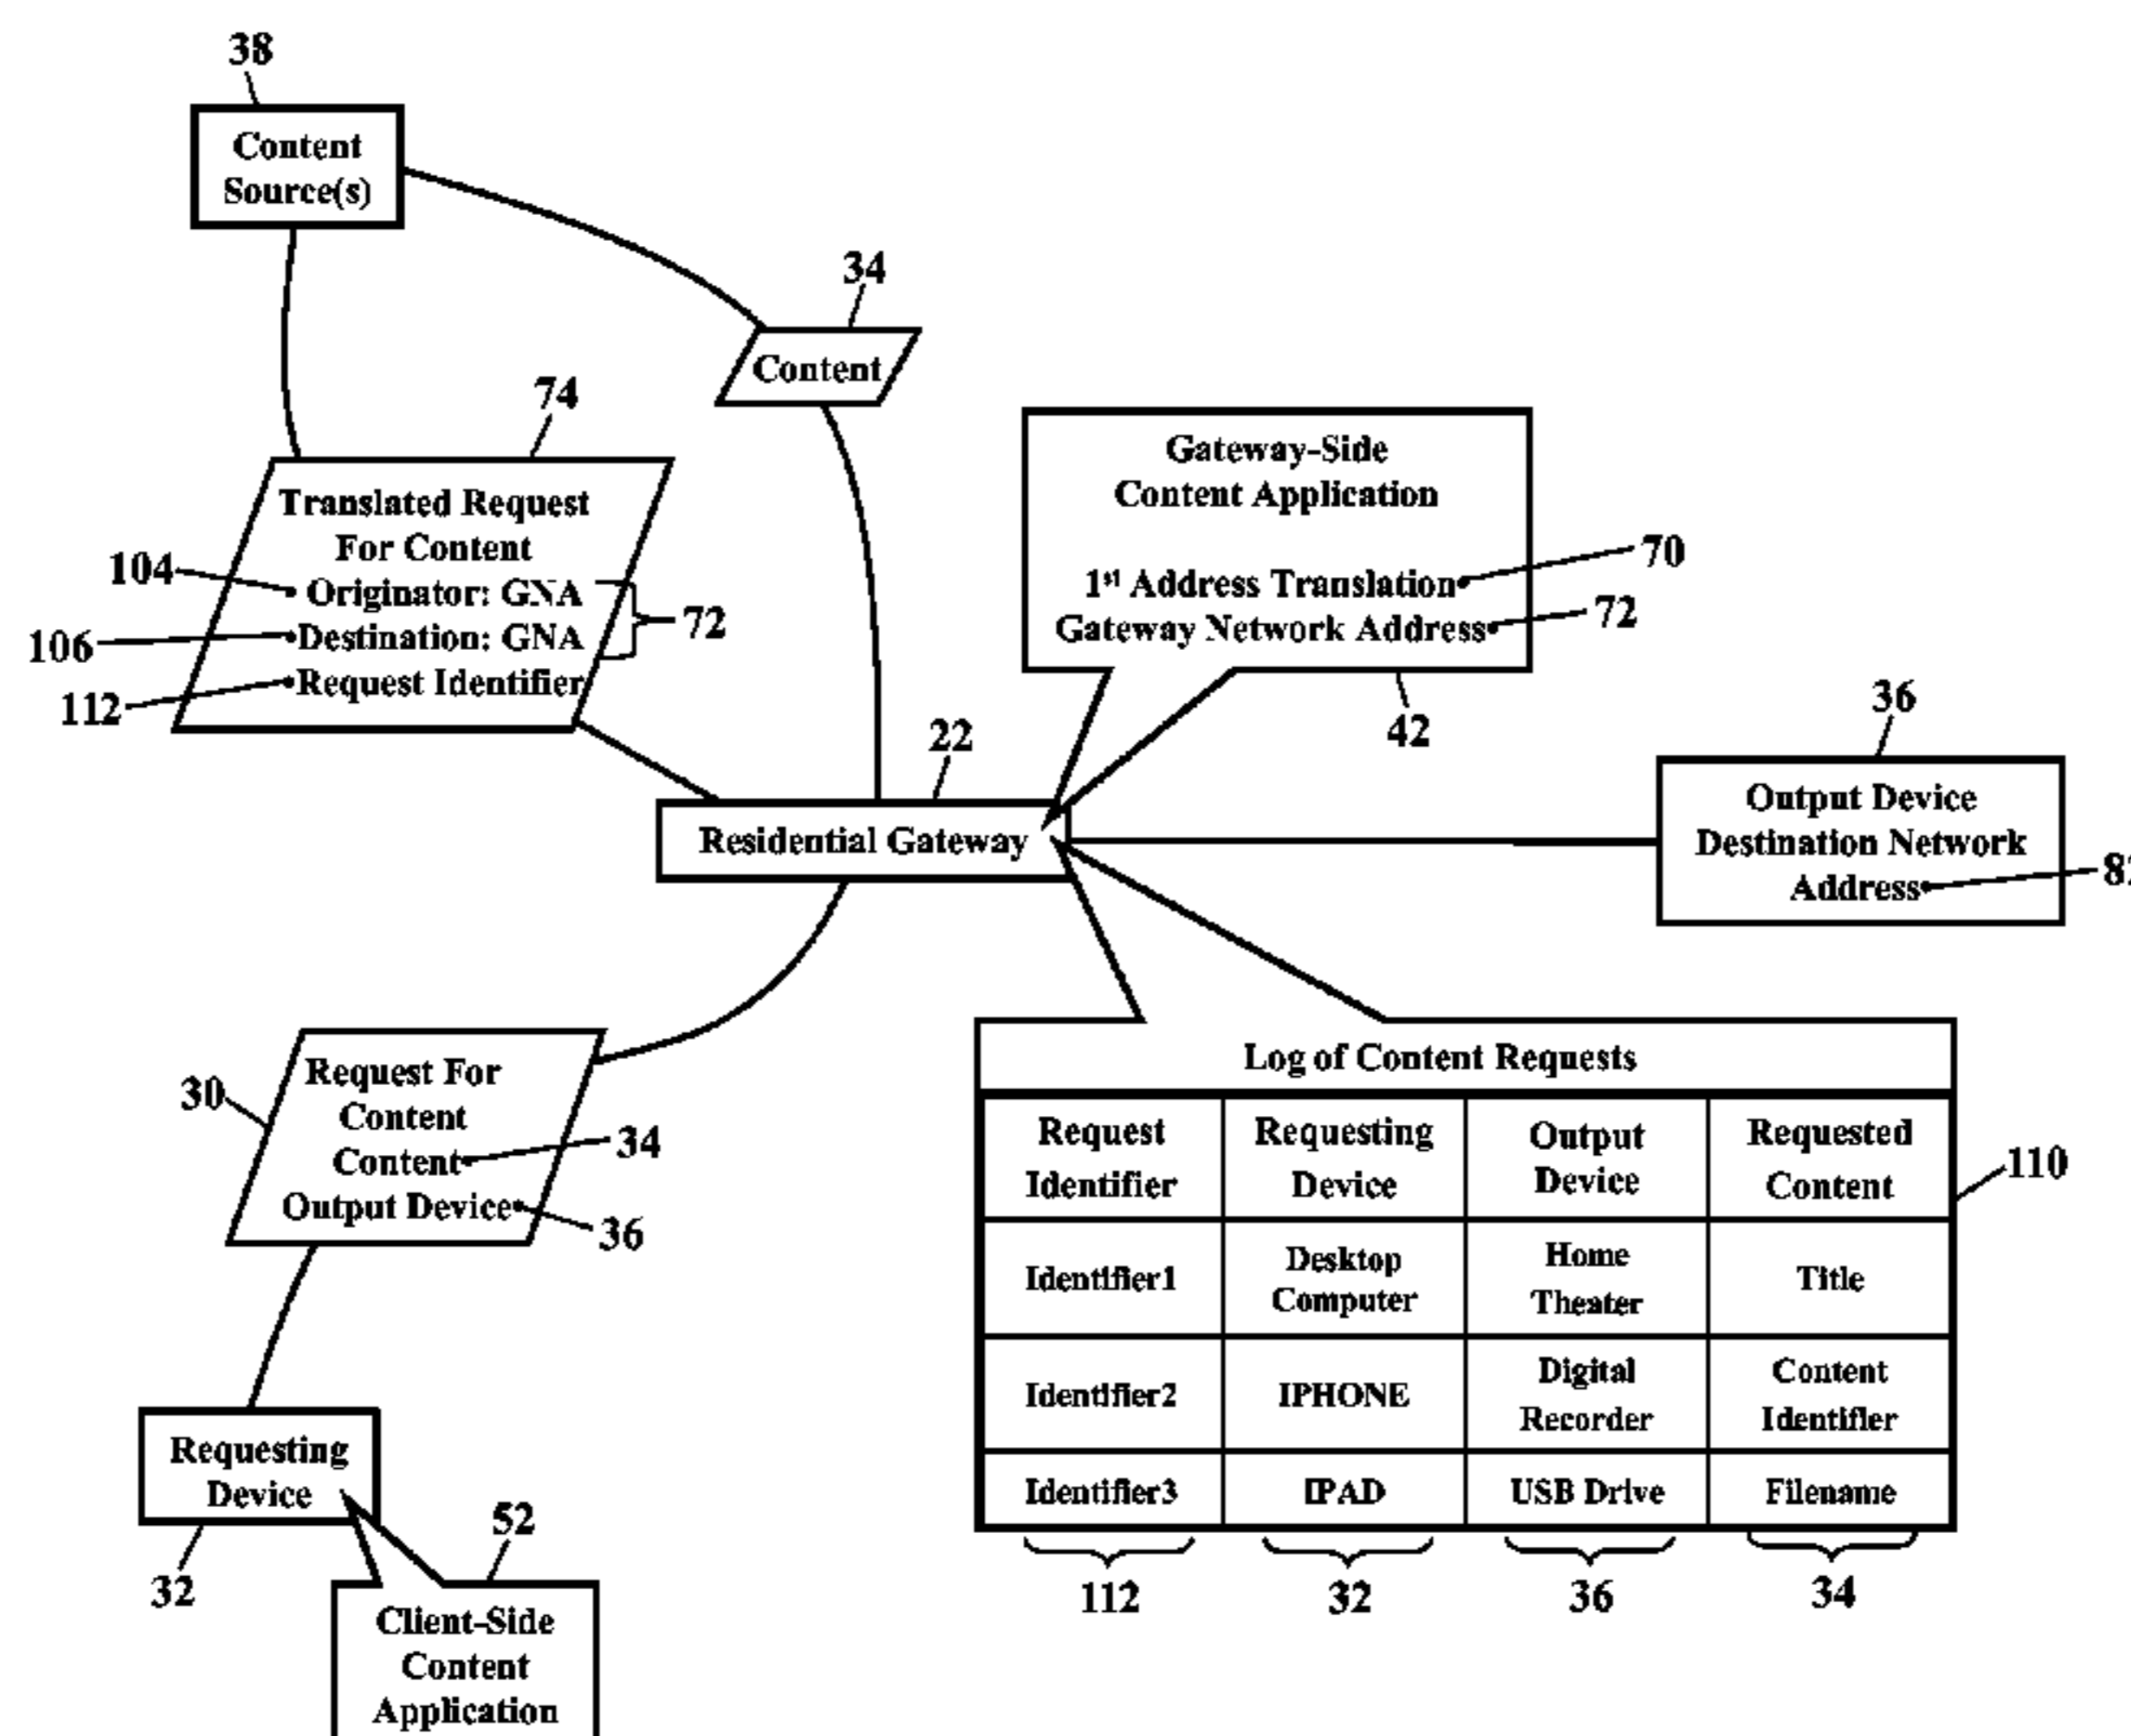 38
Content
Source(s)
34
Content
74
Translated Request
For Content
104
Originator: GNA
72
106
Destination: GNA
112
Request Identifier
Gateway-Side
Content Application
1st Address Translation
70
Gateway Network Address
72
42
22
Residential Gateway
36
Output Device
Destination Network
Address
30
Request For
Content
Content
34
Output Device
36
Log of Content Requests
Request Identifier
Requesting Device
Output Device
Requested Content
110
Identifier1
Desktop Computer
Home Theater
Title
Identifier2
IPHONE
Digital Recorder
Content Identifier
Identifier3
IPAD
USB Drive
Filename
112
32
36
34
Requesting
Device
32
52
Client-Side
Content
Application